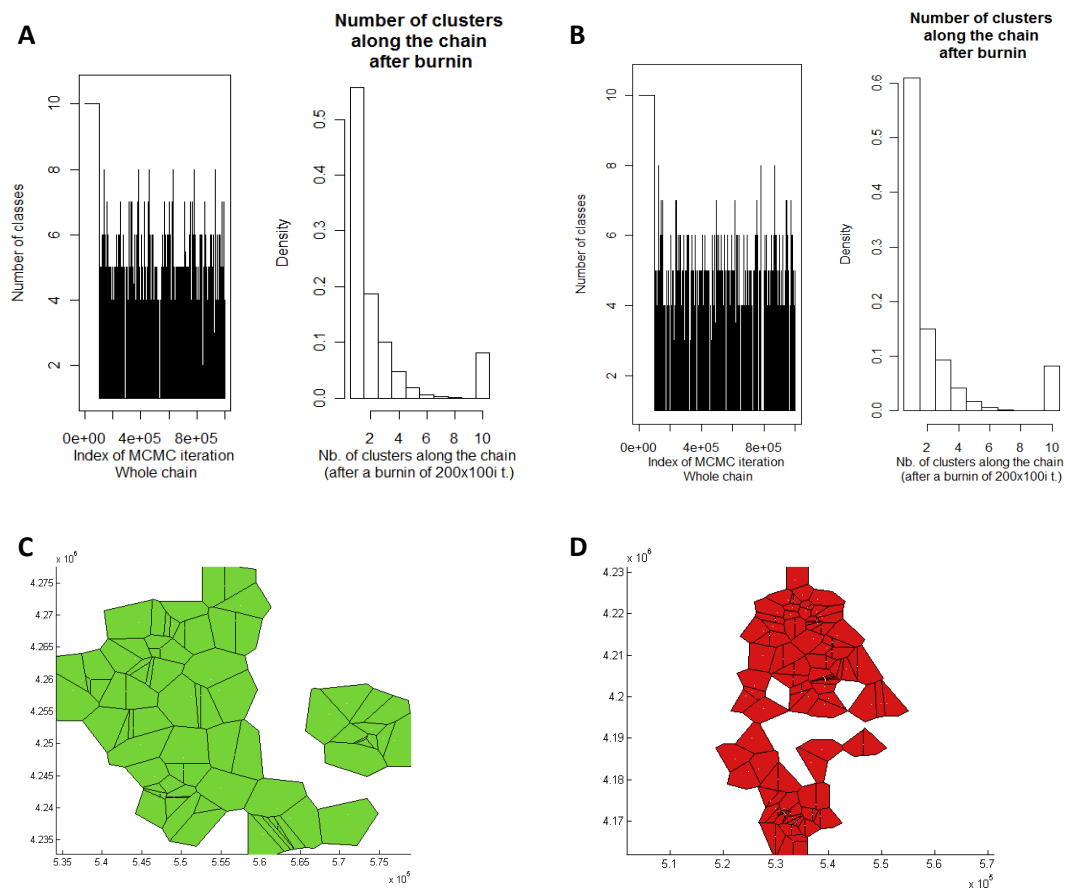 A
Number of clusters
along the chain
after burnin
Number of classes
10
8
6
4
2
0e+00 4e+05 8e+05
Index of MCMC iteration
Whole chain
Density
0.5
0.4
0.3
0.2
0.1
0.0
2 4 6 8 10
Nb. of clusters along the chain
(after a burnin of 200x100i t.)
B
Number of clusters
along the chain
after burnin
Number of classes
10
8
6
4
2
0e+00 4e+05 8e+05
Index of MCMC iteration
Whole chain
Density
0.6
0.5
0.4
0.3
0.2
0.1
0.0
2 4 6 8 10
Nb. of clusters along the chain
(after a burnin of 200x100i t.)
C
x 10⁶
4.275
4.27
4.265
4.26
4.255
4.25
4.245
4.24
4.235
5.35 5.4 5.45 5.5 5.55 5.6 5.65 5.7 5.75
x 10⁵
D
x 10⁶
4.23
4.22
4.21
4.2
4.19
4.18
4.17
5.1 5.2 5.3 5.4 5.5 5.6 5.7
x 10⁵